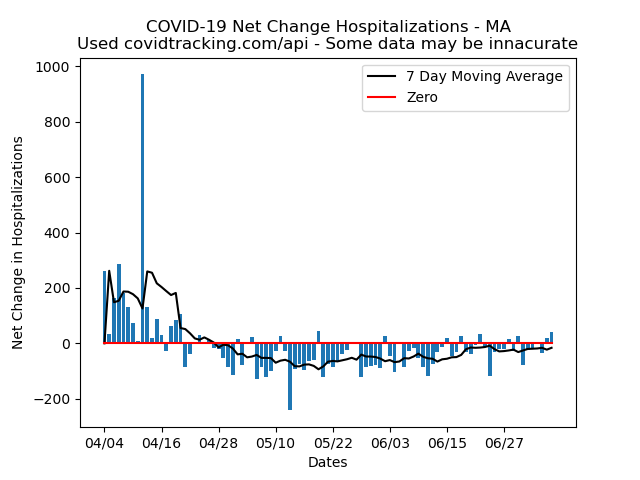 COVID-19 Net Change Hospitalizations - MA
Used covidtracking.com/api - Some data may be innacurate
7 Day Moving Average
Zero
Net Change in Hospitalizations
1000
800
600
400
200
0
−200
04/04 04/16 04/28 05/10 05/22 06/03 06/15 06/27
Dates